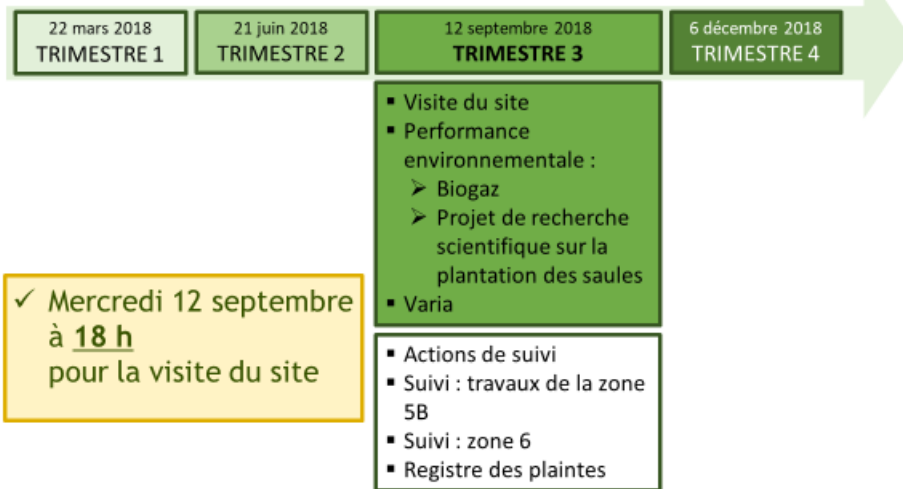 22 mars 2018
TRIMESTRE 1
21 juin 2018
TRIMESTRE 2
12 septembre 2018
TRIMESTRE 3
6 décembre 2018
TRIMESTRE 4
▪ Visite du site
▪ Performance
environnementale :
➢ Biogaz
➢ Projet de recherche
scientifique sur la
plantation des saules
▪ Varia
✓ Mercredi 12 septembre
à 18 h
pour la visite du site
▪ Actions de suivi
▪ Suivi : travaux de la zone
5B
▪ Suivi : zone 6
▪ Registre des plaintes